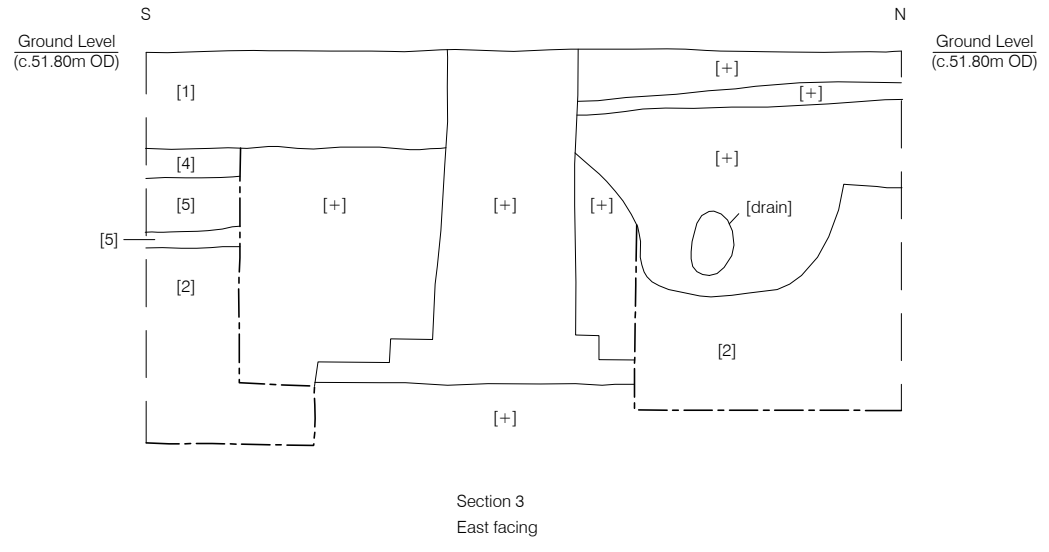 S
N
Ground Level
(c.51.80m OD)
Ground Level
(c.51.80m OD)
[+]
[1]
[+]
[4]
[+]
[5]
[+]
[+]
[+]
[drain]
[5]
[2]
[2]
[+]
Section 3
East facing